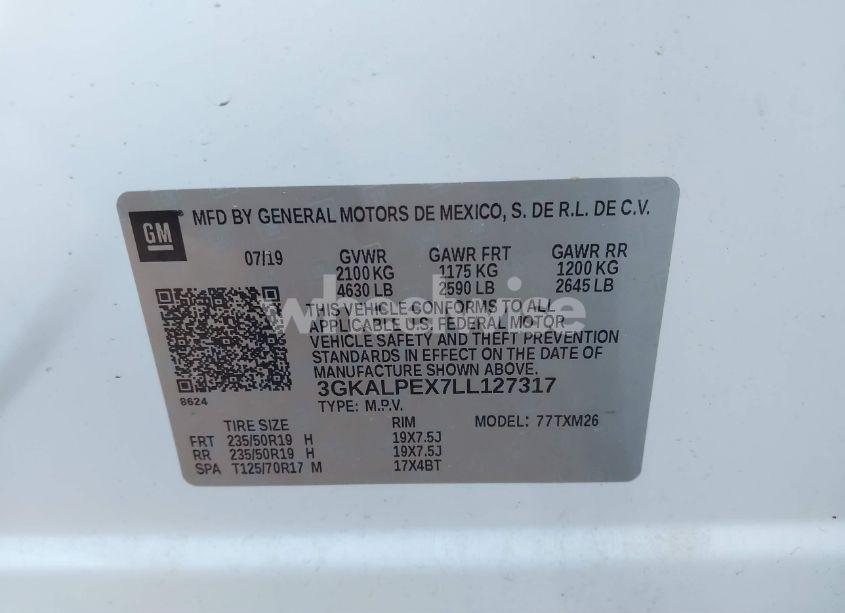 GM ® MFD BY GENERAL MOTORS DE MEXICO, S. DE R.L. DE C.V.
07/19 GVWR GAWR FRT GAWR RR
2100 KG 1175 KG 1200 KG
4630 LB 2590 LB 2645 LB
THIS VEHICLE CONFORMS TO ALL
APPLICABLE U.S. FEDERAL MOTOR
VEHICLE SAFETY AND THEFT PREVENTION
STANDARDS IN EFFECT ON THE DATE OF
MANUFACTURE SHOWN ABOVE.
3GKALPEX7LL127317
8624
TYPE: M.P.V.
TIRE SIZE RIM MODEL: 77TXM26
FRT 235/50R19 H 19X7.5J
RR 235/50R19 H 19X7.5J
SPA T125/70R17 M 17X4BT